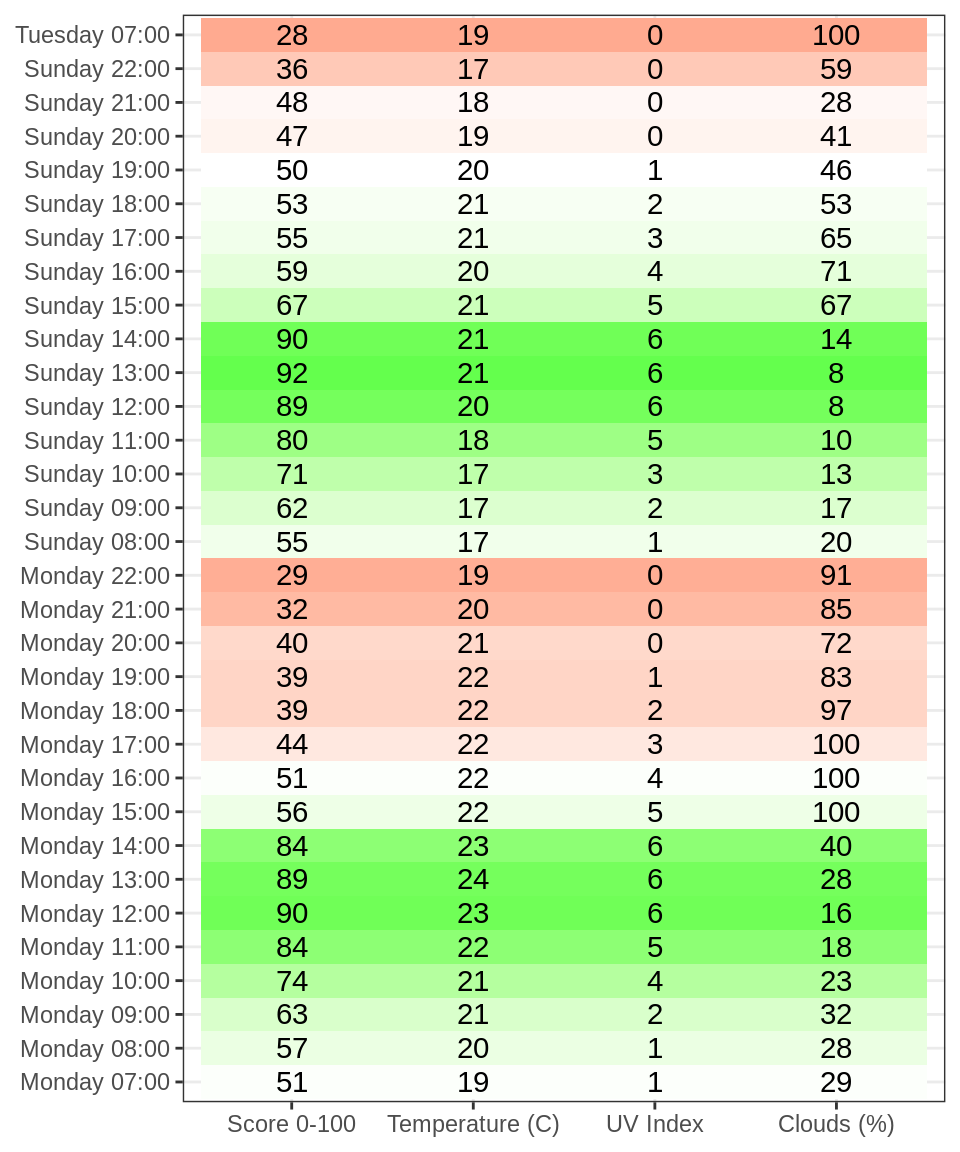 Tuesday 07:00 28 19 0 100
Sunday 22:00 36 17 0 59
Sunday 21:00 48 18 0 28
Sunday 20:00 47 19 0 41
Sunday 19:00 50 20 1 46
Sunday 18:00 53 21 2 53
Sunday 17:00 55 21 3 65
Sunday 16:00 59 20 4 71
Sunday 15:00 67 21 5 67
Sunday 14:00 90 21 6 14
Sunday 13:00 92 21 6 8
Sunday 12:00 89 20 6 8
Sunday 11:00 80 18 5 10
Sunday 10:00 71 17 3 13
Sunday 09:00 62 17 2 17
Sunday 08:00 55 17 1 20
Monday 22:00 29 19 0 91
Monday 21:00 32 20 0 85
Monday 20:00 40 21 0 72
Monday 19:00 39 22 1 83
Monday 18:00 39 22 2 97
Monday 17:00 44 22 3 100
Monday 16:00 51 22 4 100
Monday 15:00 56 22 5 100
Monday 14:00 84 23 6 40
Monday 13:00 89 24 6 28
Monday 12:00 90 23 6 16
Monday 11:00 84 22 5 18
Monday 10:00 74 21 4 23
Monday 09:00 63 21 2 32
Monday 08:00 57 20 1 28
Monday 07:00 51 19 1 29
Score 0-100 Temperature (C) UV Index Clouds (%)